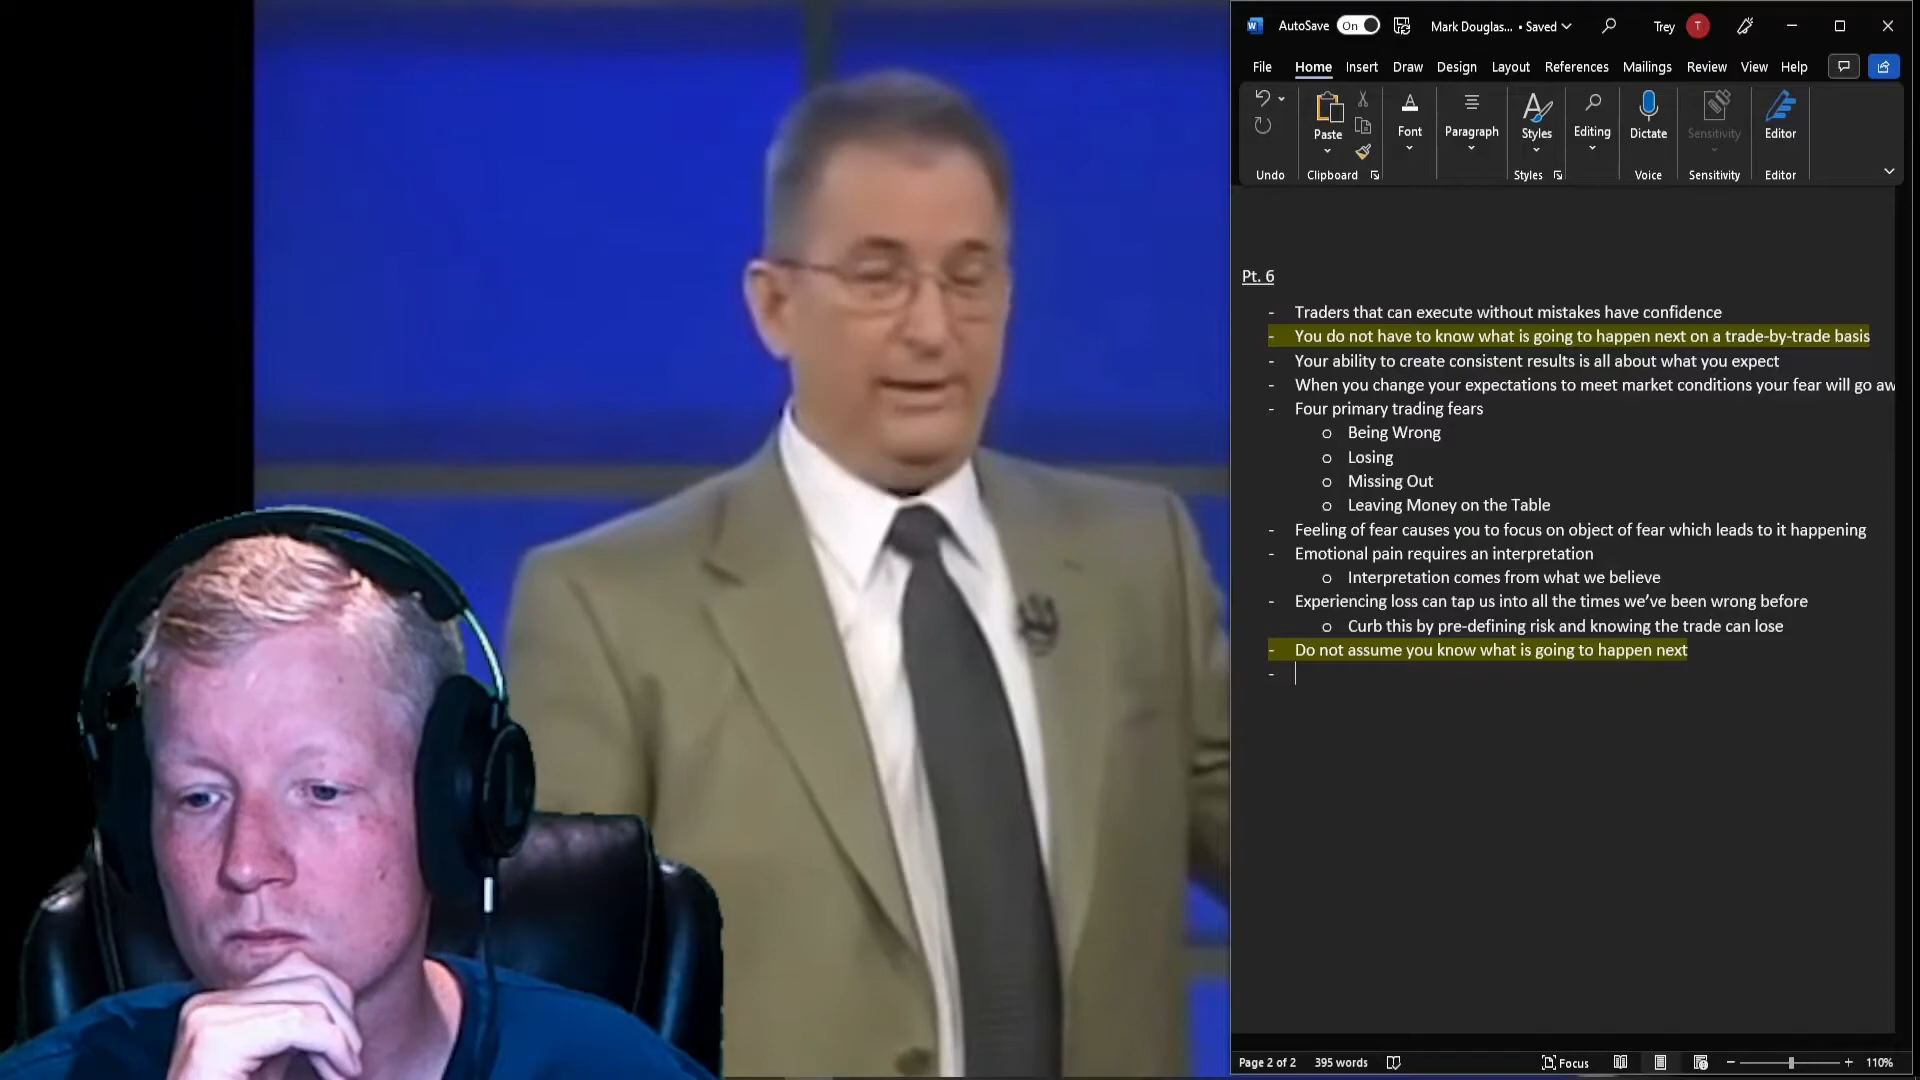 AutoSave On Mark Douglas... • Saved Trey T
File Home Insert Draw Design Layout References Mailings Review View Help
Paste Font Paragraph Styles Editing Dictate Sensitivity Editor
Undo Clipboard Styles Voice Sensitivity Editor
Pt. 6
- Traders that can execute without mistakes have confidence
- You do not have to know what is going to happen next on a trade-by-trade basis
- Your ability to create consistent results is all about what you expect
- When you change your expectations to meet market conditions your fear will go aw
- Four primary trading fears
o Being Wrong
o Losing
o Missing Out
o Leaving Money on the Table
- Feeling of fear causes you to focus on object of fear which leads to it happening
- Emotional pain requires an interpretation
o Interpretation comes from what we believe
- Experiencing loss can tap us into all the times we’ve been wrong before
o Curb this by pre-defining risk and knowing the trade can lose
- Do not assume you know what is going to happen next
-
Page 2 of 2 395 words Focus 110%